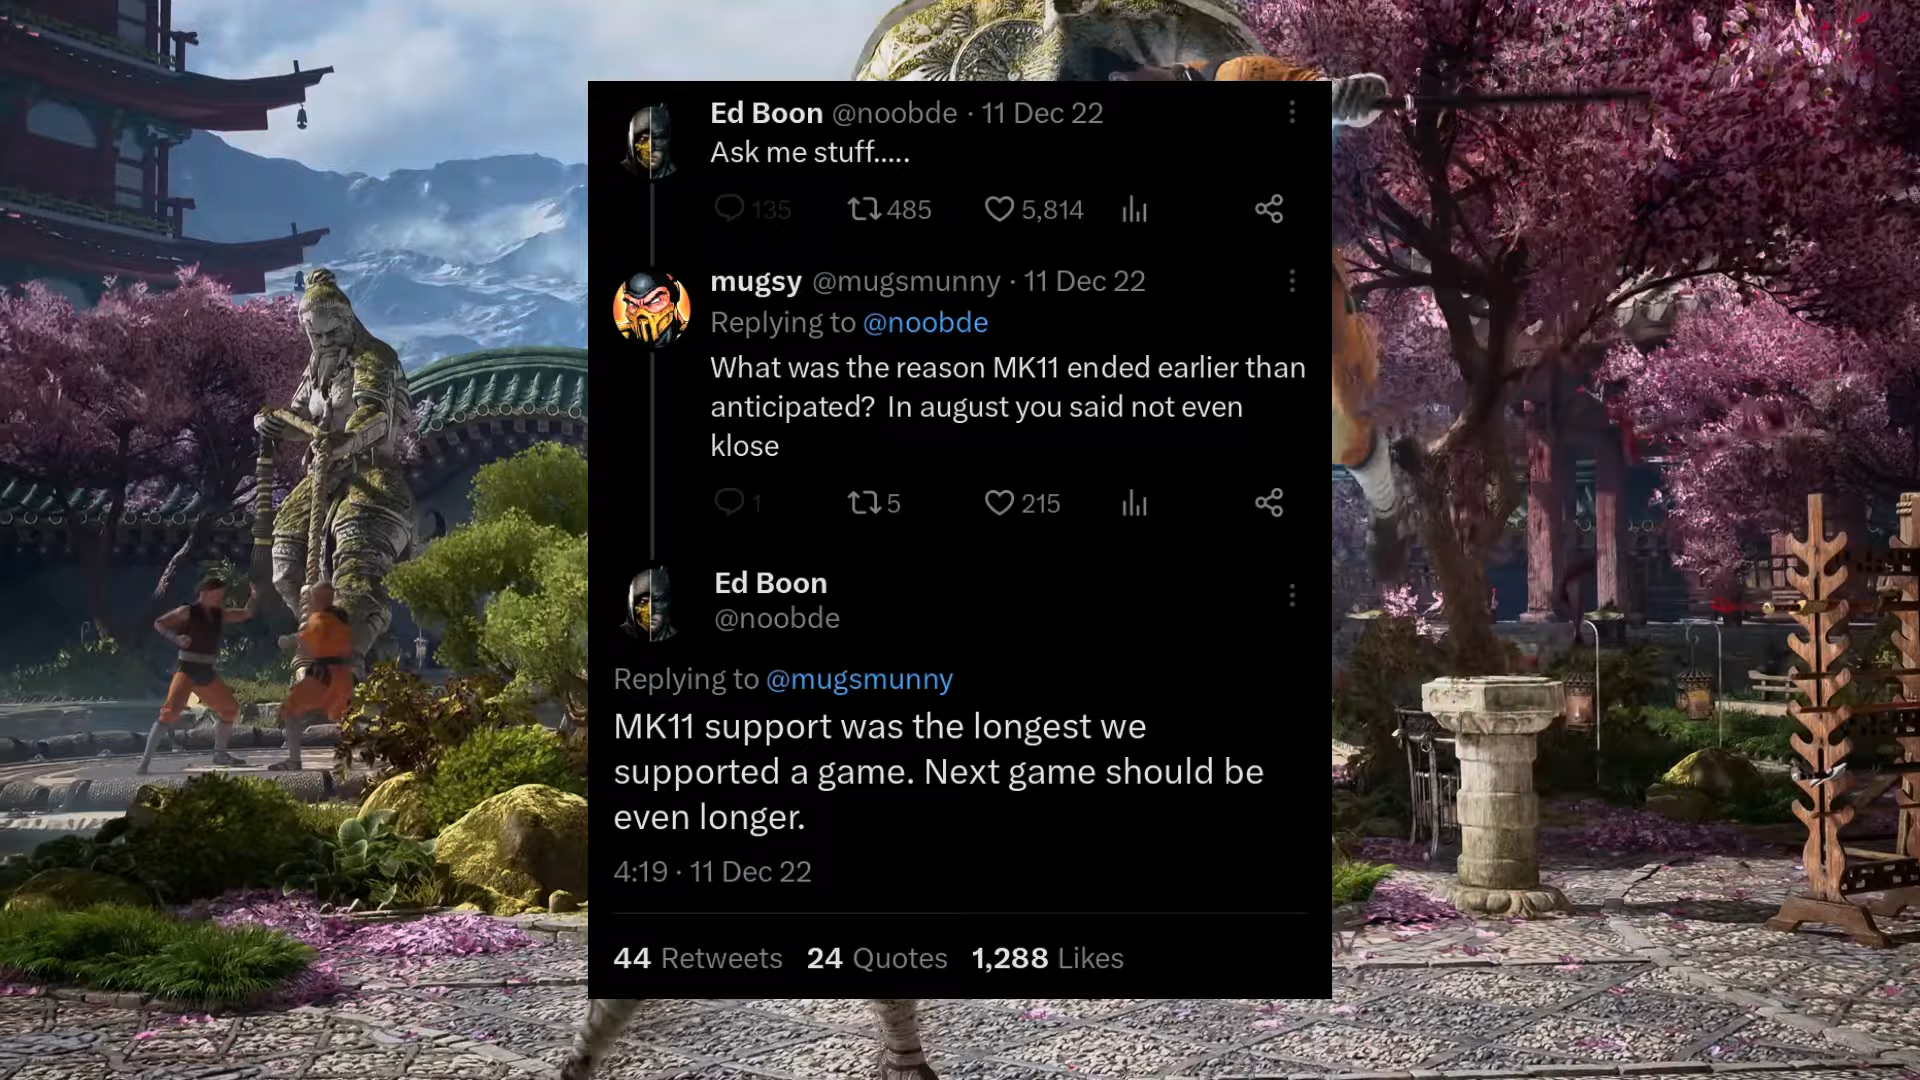 Ed Boon @noobde · 11 Dec 22
Ask me stuff.....
135 485 5,814
mugsy @mugsmunny · 11 Dec 22
Replying to @noobde
What was the reason MK11 ended earlier than
anticipated? In august you said not even
klose
1 5 215
Ed Boon
@noobde
Replying to @mugsmunny
MK11 support was the longest we
supported a game. Next game should be
even longer.
4:19 · 11 Dec 22
44 Retweets 24 Quotes 1,288 Likes